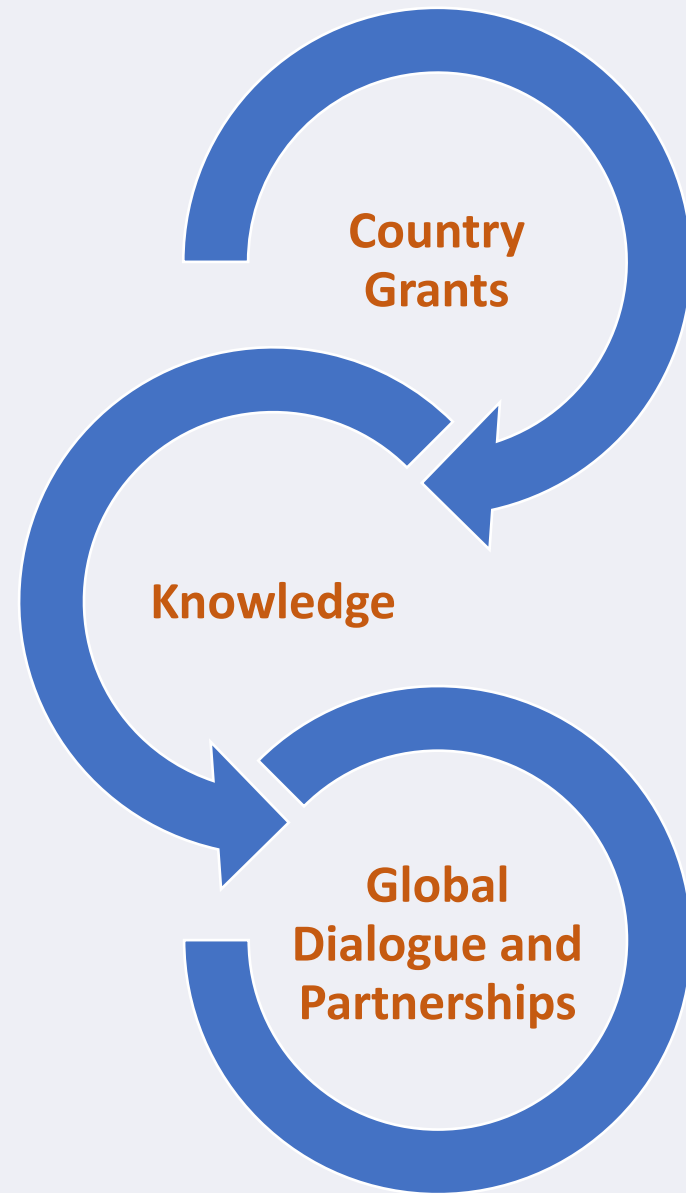 Country
Grants
Knowledge
Global
Dialogue and
Partnerships